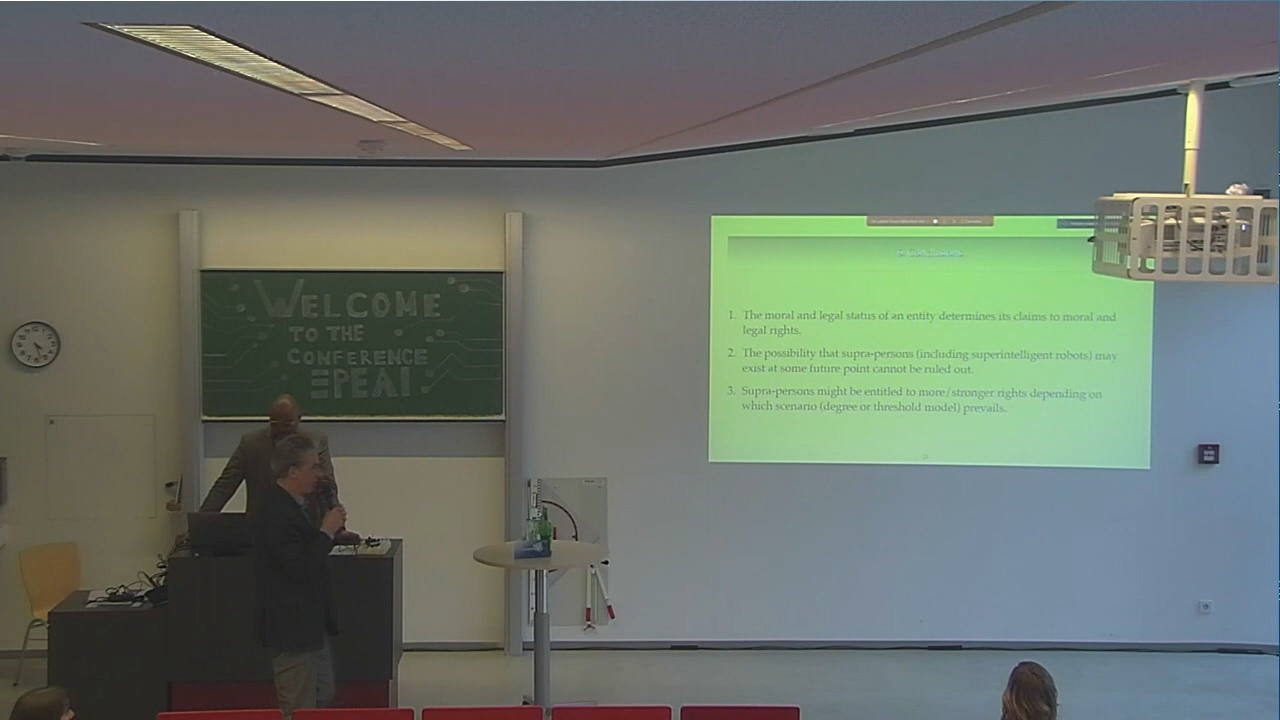 WELCOME
TO THE
CONFERENCE
EPEAI
1. The moral and legal status of an entity determines its claims to moral and
legal rights.
2. The possibility that supra-persons (including superintelligent robots) may
exist at some future point cannot be ruled out.
3. Supra-persons might be entitled to more/stronger rights depending on
which scenario (degree or threshold model) prevails.